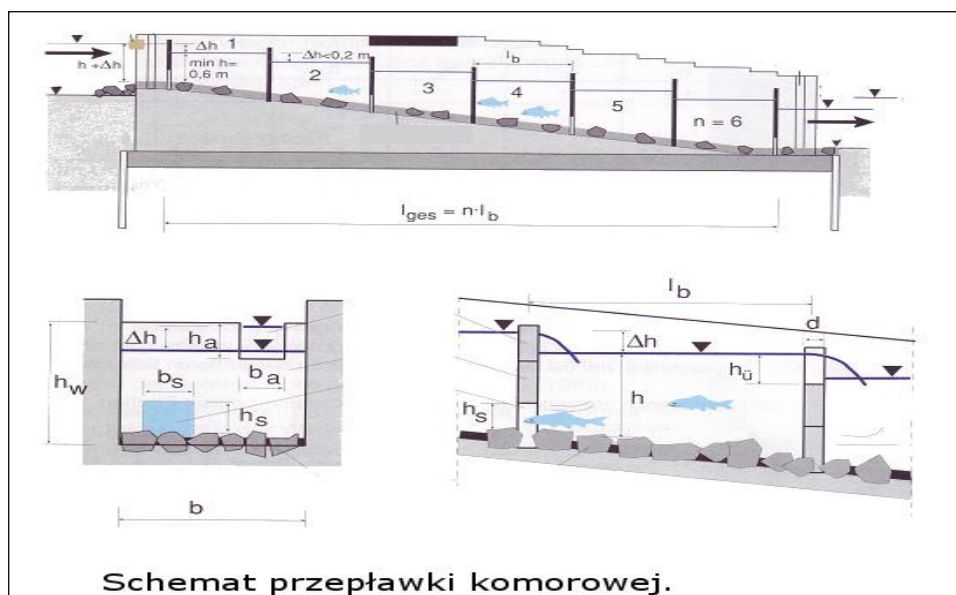 Δh
1
h +Δh
min h=
0,6 m
Δh<0,2 m
l_b
2
3
4
5
n = 6
l_ges = n·l_b
Δh
h_a
b_a
h_w
b_s
h_s
b
l_b
d
Δh
h_ü
h
h_s
Schemat przepławki komorowej.